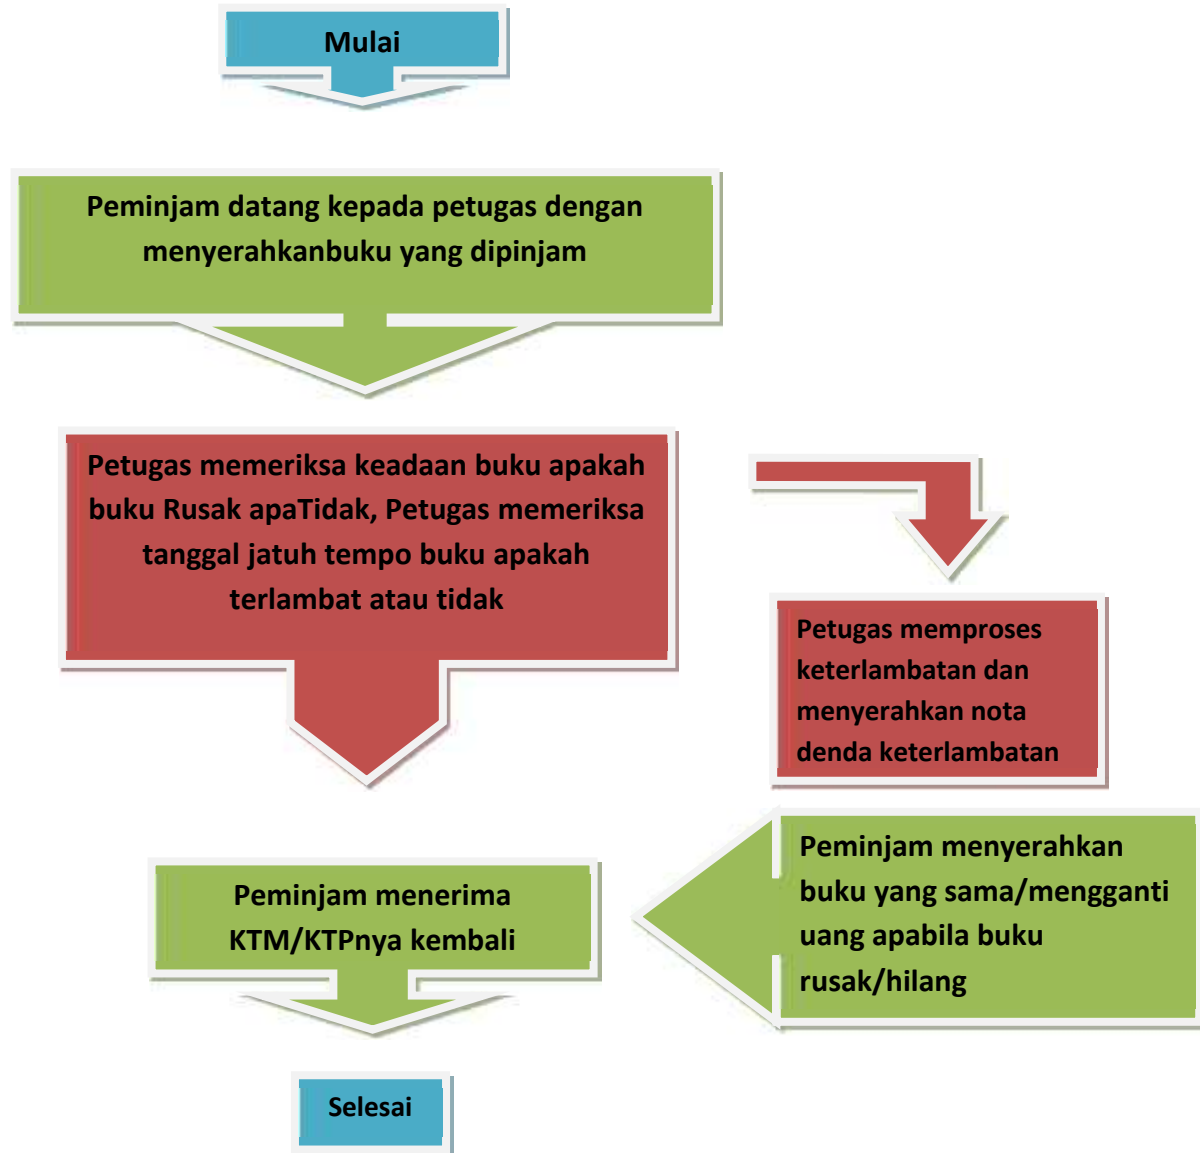 Mulai
Peminjam datang kepada petugas dengan
menyerahkanbuku yang dipinjam
Petugas memeriksa keadaan buku apakah
buku Rusak apaTidak, Petugas memeriksa
tanggal jatuh tempo buku apakah
terlambat atau tidak
Petugas memproses
keterlambatan dan
menyerahkan nota
denda keterlambatan
Peminjam menyerahkan
buku yang sama/mengganti
uang apabila buku
rusak/hilang
Peminjam menerima
KTM/KTPnya kembali
Selesai